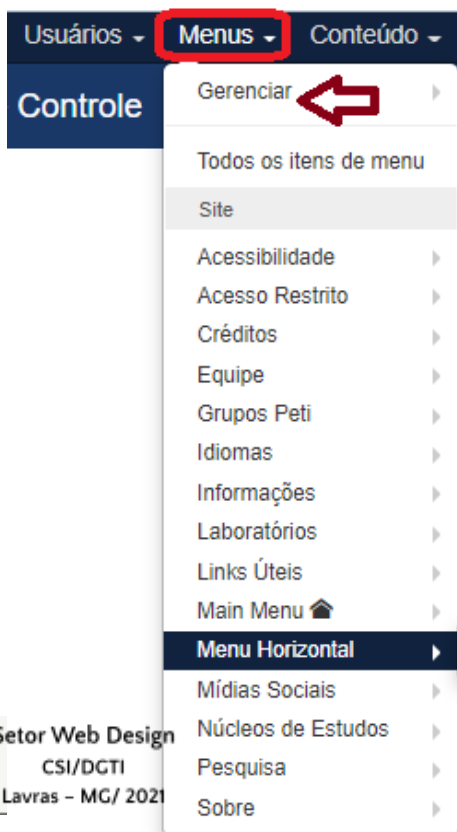 Usuários Menus Conteúdo
Controle
Gerenciar
Todos os itens de menu
Site
Acessibilidade
Acesso Restrito
Créditos
Equipe
Grupos Peti
Idiomas
Informações
Laboratórios
Links Úteis
Main Menu
Menu Horizontal
Mídias Sociais
Núcleos de Estudos
Pesquisa
Sobre
Setor Web Design
CSI/DGTI
Lavras – MG/ 2021